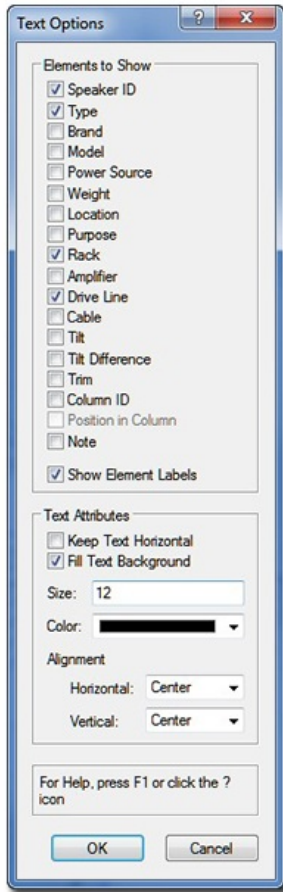 Text Options
?
Elements to Show
Speaker ID
Type
Brand
Model
Power Source
Weight
Location
Purpose
Rack
Amplifier
Drive Line
Cable
Tilt
Tilt Difference
Trim
Column ID
Position in Column
Note
Show Element Labels
Text Attributes
Keep Text Horizontal
Fill Text Background
Size: 12
Color:
Alignment
Horizontal: Center
Vertical: Center
For Help, press F1 or click the ?
icon
OK Cancel